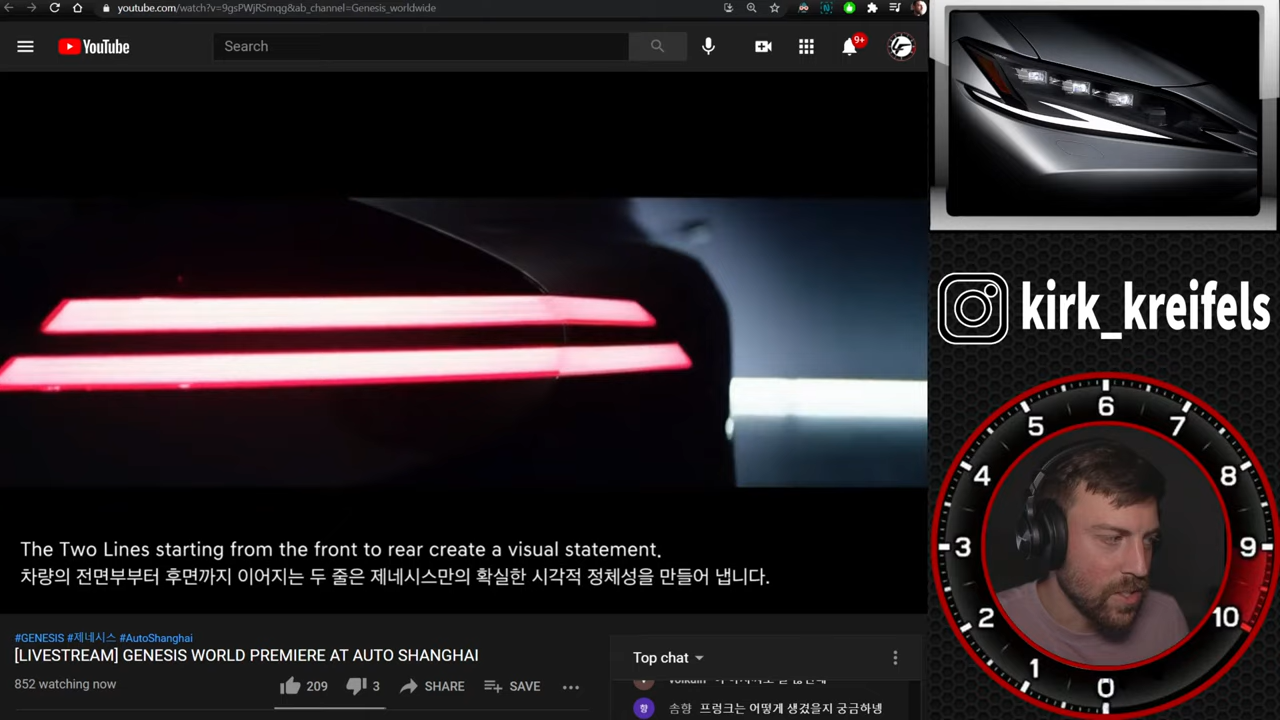 youtube.com/watch?v=9gsPWjRSmqg&ab_channel=Genesis_worldwide
YouTube
Search
9+
The Two Lines starting from the front to rear create a visual statement.
차량의 전면부부터 후면까지 이어지는 두 줄은 제네시스만의 확실한 시각적 정체성을 만들어 냅니다.
#GENESIS #제네시스 #AutoShanghai
[LIVESTREAM] GENESIS WORLD PREMIERE AT AUTO SHANGHAI
852 watching now
209
3
SHARE
SAVE
Top chat
향 솜향 프렁크는 어떻게 생겼을지 궁금하넹
kirk_kreifels
0
1
2
3
4
5
6
7
8
9
10